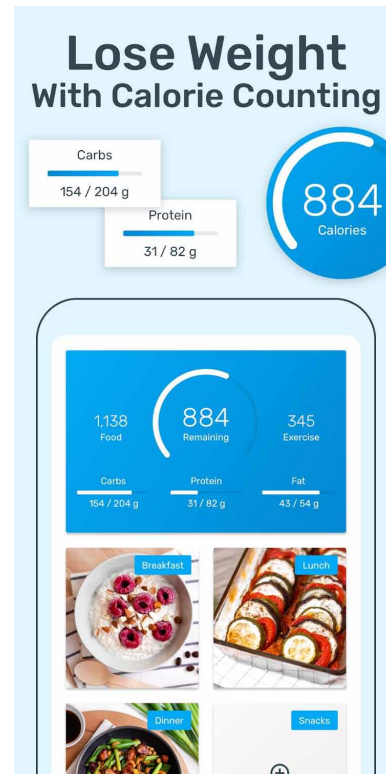 Lose Weight
With Calorie Counting
Carbs
154 / 204 g
Protein
31 / 82 g
884
Calories
1,138
Food
884
Remaining
345
Exercise
Carbs
Protein
Fat
154 / 204 g
31 / 82 g
43 / 54 g
Breakfast
Lunch
Dinner
Snacks